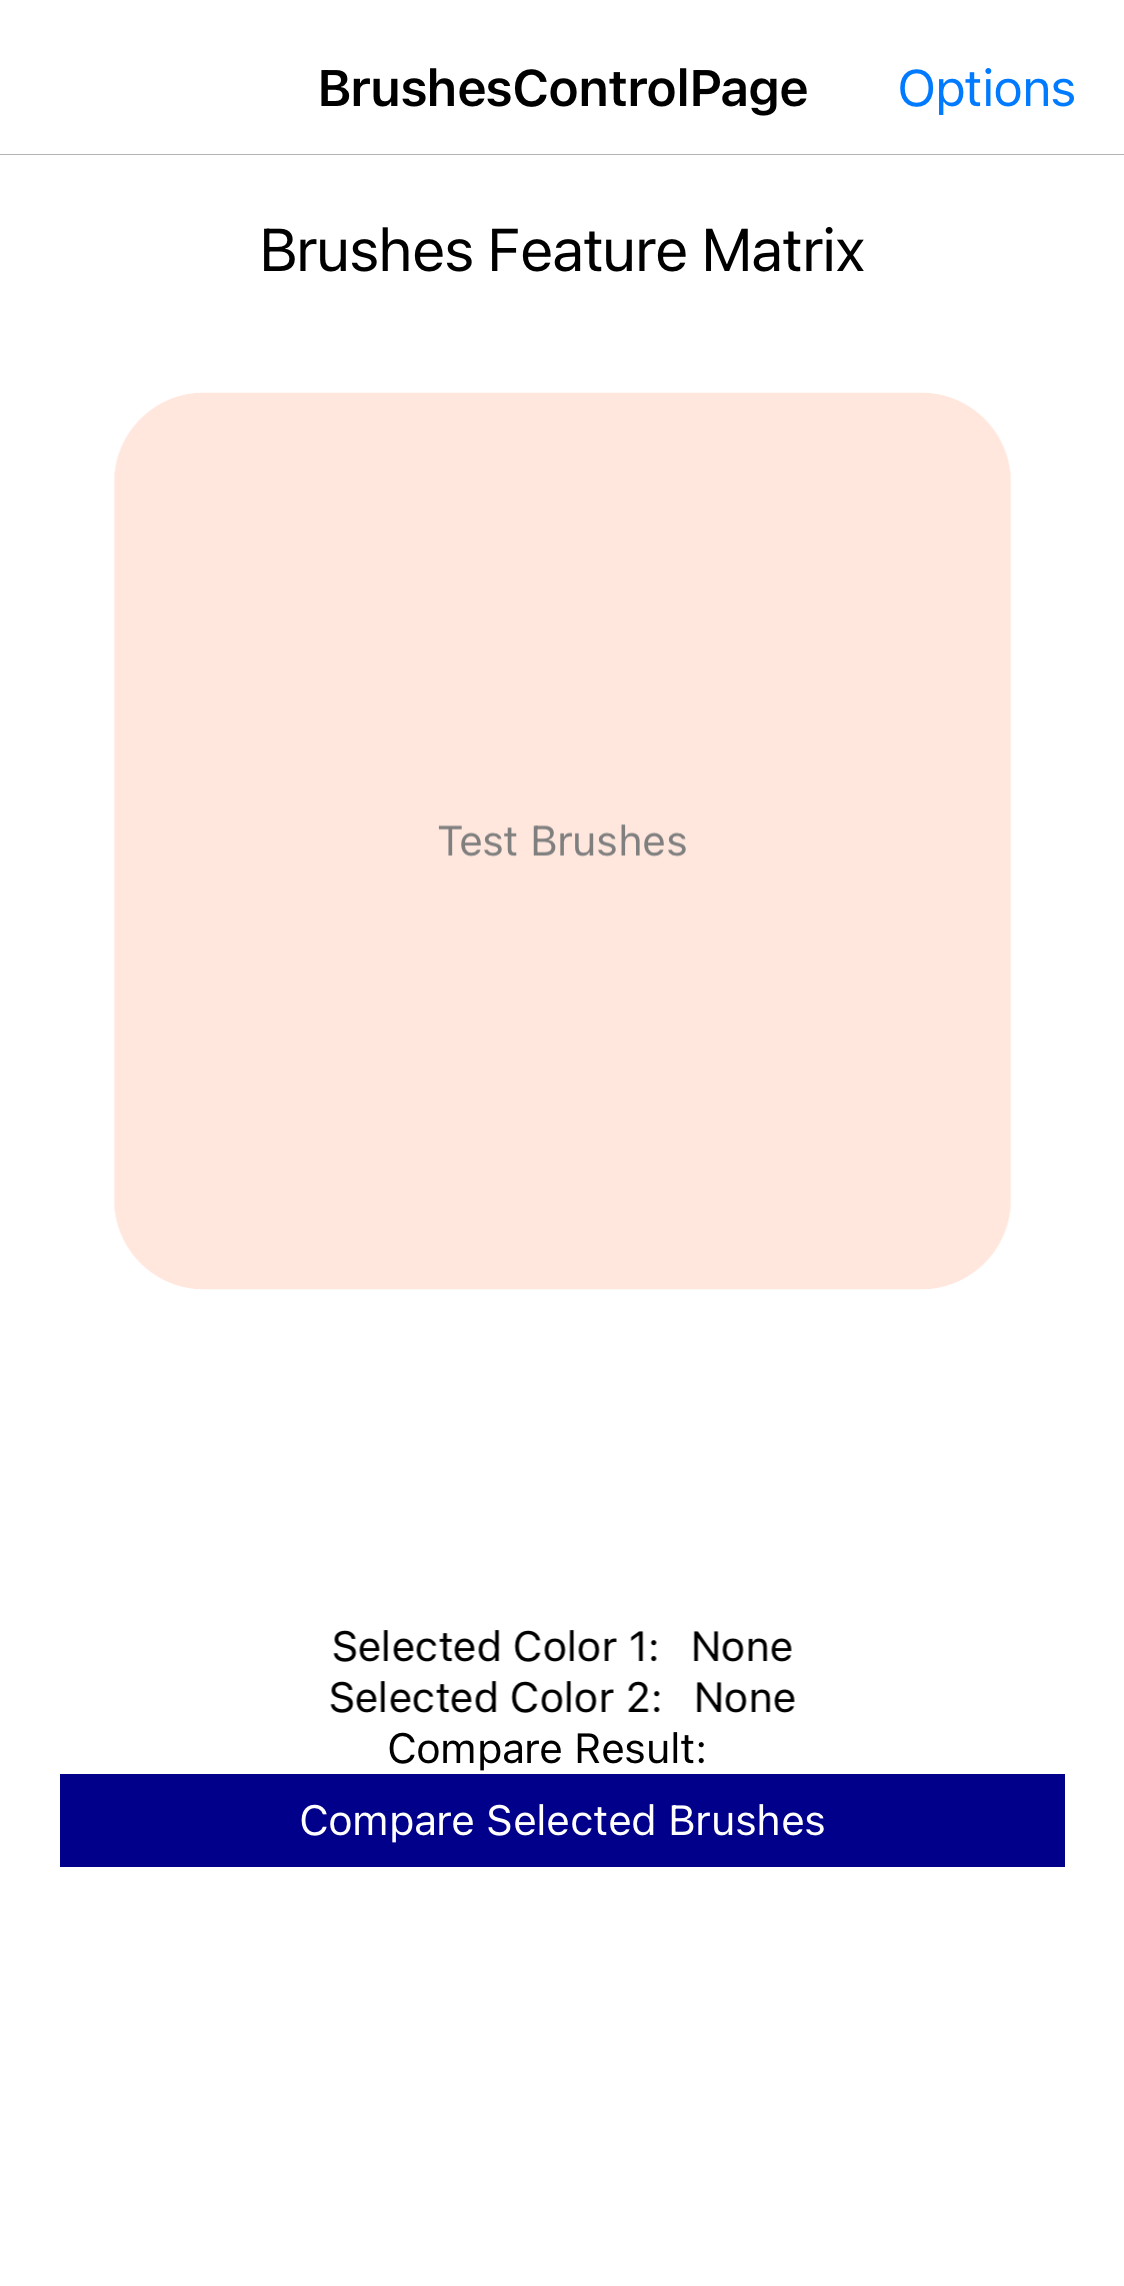 BrushesControlPage Options
Brushes Feature Matrix
Test Brushes
Selected Color 1: None
Selected Color 2: None
Compare Result:
Compare Selected Brushes